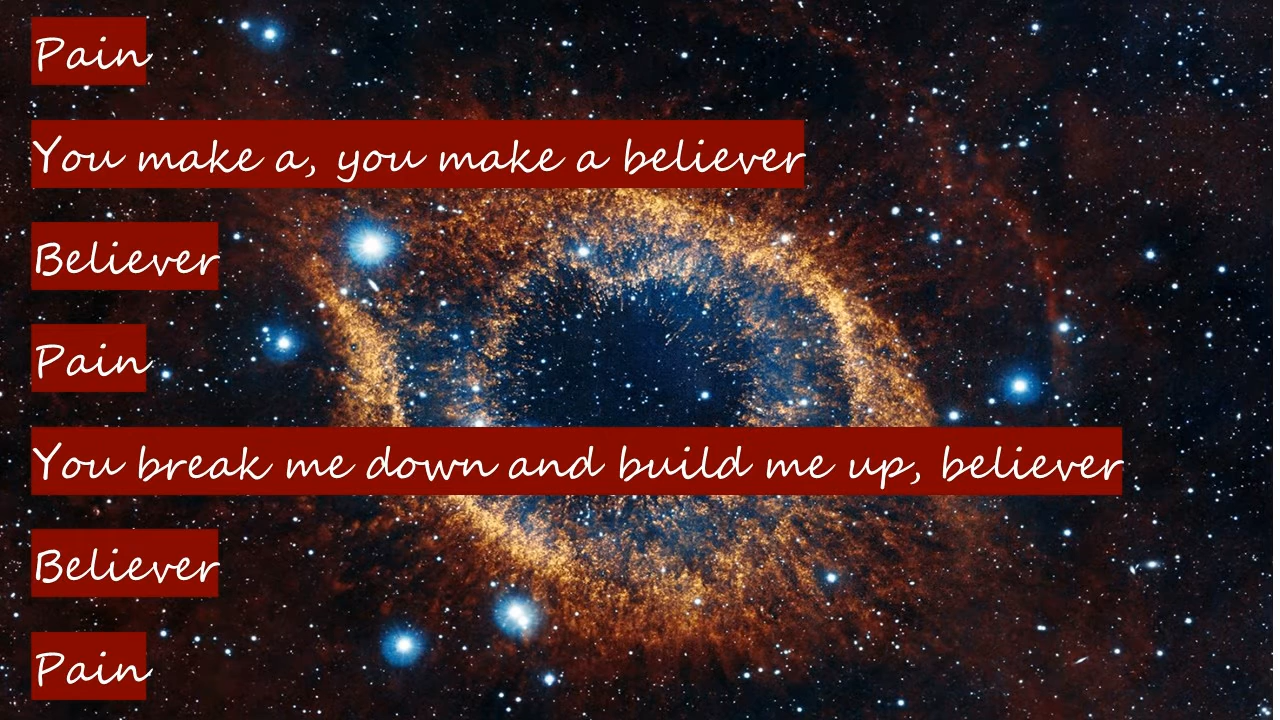 Pain
You make a, you make a believer
Believer
Pain
You break me down and build me up, believer
Believer
Pain